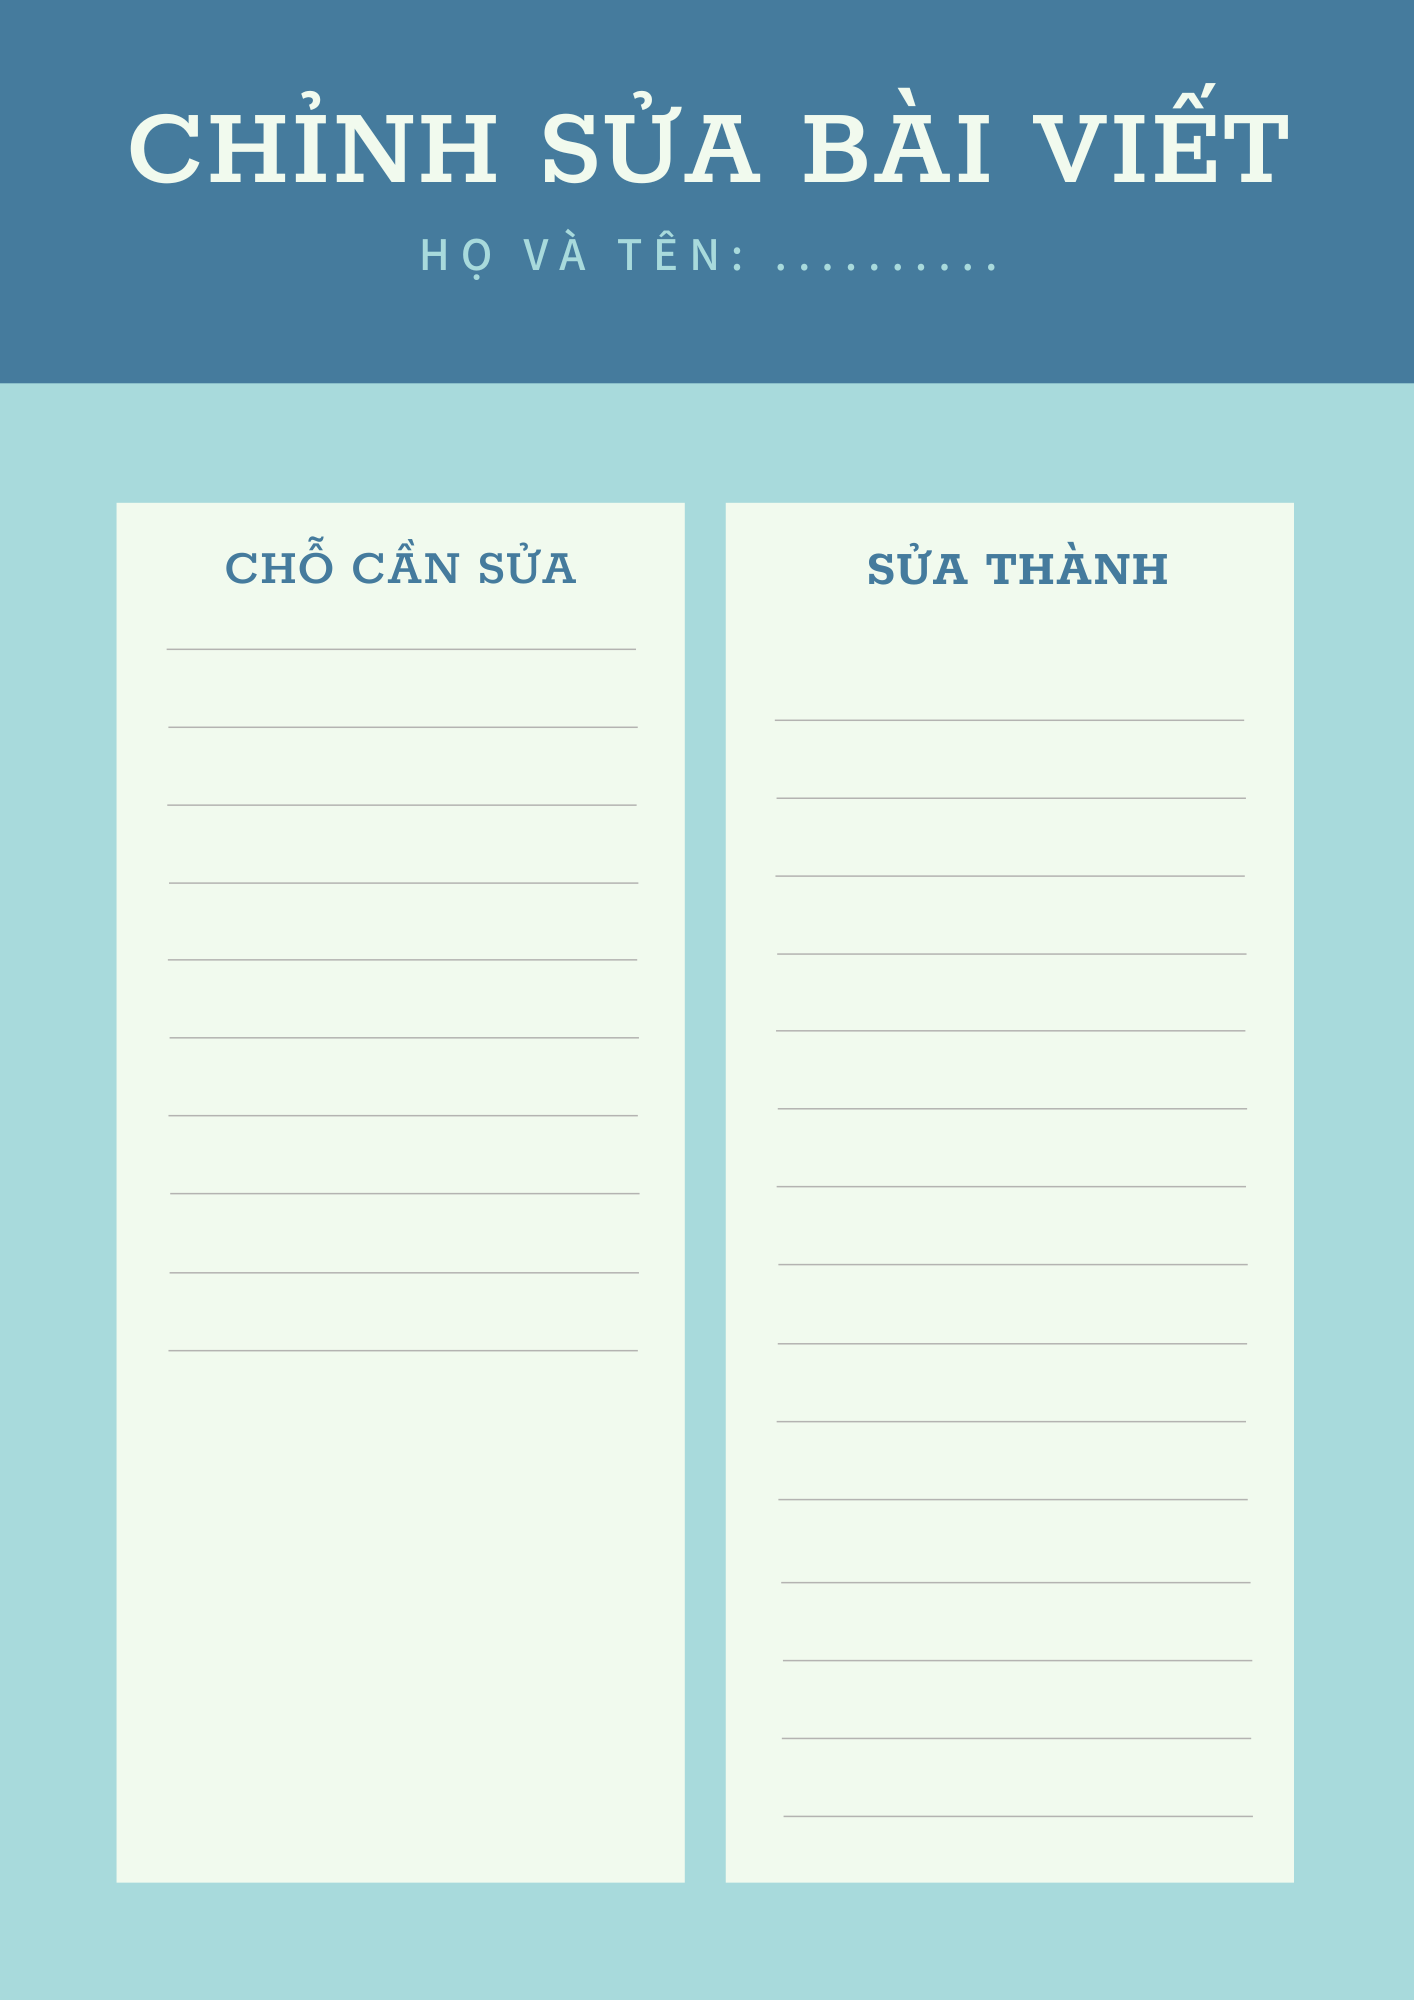 CHỈNH SỬA BÀI VIẾT
HỌ VÀ TÊN: ..........
CHỖ CẦN SỬA
SỬA THÀNH